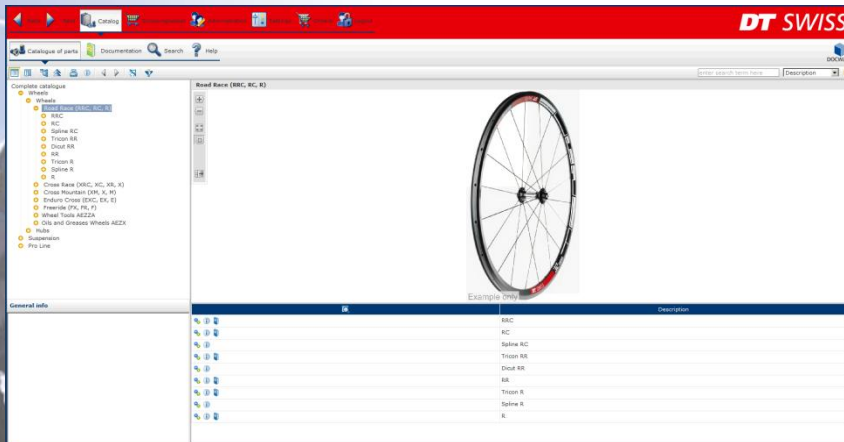 Catalog
DT SWISS
Catalogue of parts
Documentation
Search
Help
enter search term here
Description
Complete catalogue
Wheels
Wheels
Road Race (RRC, RC, R)
RRC
RC
Spline RC
Tricon RR
Dicut RR
RR
Tricon R
Spline R
R
Cross Race (XRC, XC, XR, X)
Cross Mountain (XM, X, M)
Enduro Cross (EXC, EX, E)
Freeride (FX, FR, F)
Wheel Tools AEZZA
Oils and Greases Wheels AEZX
Hubs
Suspension
Pro Line
General info
Road Race (RRC, RC, R)
Example only
Description
RRC
RC
Spline RC
Tricon RR
Dicut RR
RR
Tricon R
Spline R
R